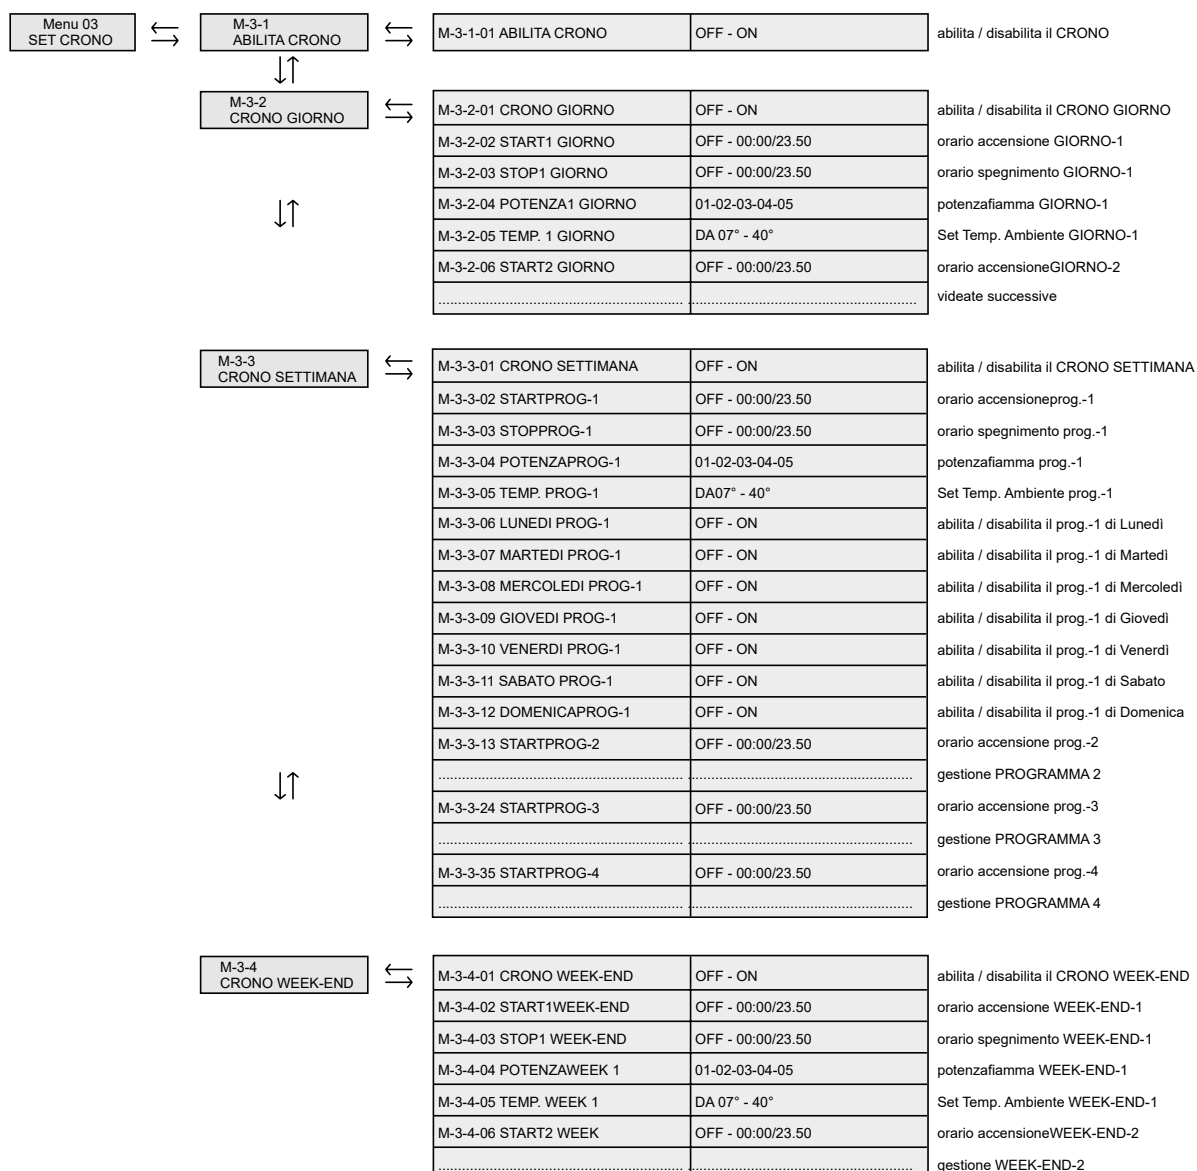 Menu 03
SET CRONO
M-3-1
ABILITA CRONO
M-3-1-01 ABILITA CRONO OFF - ON abilita / disabilita il CRONO
M-3-2
CRONO GIORNO
M-3-2-01 CRONO GIORNO OFF - ON abilita / disabilita il CRONO GIORNO
M-3-2-02 START1 GIORNO OFF - 00:00/23.50 orario accensione GIORNO-1
M-3-2-03 STOP1 GIORNO OFF - 00:00/23.50 orario spegnimento GIORNO-1
M-3-2-04 POTENZA1 GIORNO 01-02-03-04-05 potenzafiamma GIORNO-1
M-3-2-05 TEMP. 1 GIORNO DA 07° - 40° Set Temp. Ambiente GIORNO-1
M-3-2-06 START2 GIORNO OFF - 00:00/23.50 orario accensioneGIORNO-2
videate successive
M-3-3
CRONO SETTIMANA
M-3-3-01 CRONO SETTIMANA OFF - ON abilita / disabilita il CRONO SETTIMANA
M-3-3-02 STARTPROG-1 OFF - 00:00/23.50 orario accensioneprog.-1
M-3-3-03 STOPPROG-1 OFF - 00:00/23.50 orario spegnimento prog.-1
M-3-3-04 POTENZAPROG-1 01-02-03-04-05 potenzafiamma prog.-1
M-3-3-05 TEMP. PROG-1 DA07° - 40° Set Temp. Ambiente prog.-1
M-3-3-06 LUNEDI PROG-1 OFF - ON abilita / disabilita il prog.-1 di Lunedì
M-3-3-07 MARTEDI PROG-1 OFF - ON abilita / disabilita il prog.-1 di Martedì
M-3-3-08 MERCOLEDI PROG-1 OFF - ON abilita / disabilita il prog.-1 di Mercoledì
M-3-3-09 GIOVEDI PROG-1 OFF - ON abilita / disabilita il prog.-1 di Giovedì
M-3-3-10 VENERDI PROG-1 OFF - ON abilita / disabilita il prog.-1 di Venerdì
M-3-3-11 SABATO PROG-1 OFF - ON abilita / disabilita il prog.-1 di Sabato
M-3-3-12 DOMENICAPROG-1 OFF - ON abilita / disabilita il prog.-1 di Domenica
M-3-3-13 STARTPROG-2 OFF - 00:00/23.50 orario accensione prog.-2
gestione PROGRAMMA 2
M-3-3-24 STARTPROG-3 OFF - 00:00/23.50 orario accensione prog.-3
gestione PROGRAMMA 3
M-3-3-35 STARTPROG-4 OFF - 00:00/23.50 orario accensione prog.-4
gestione PROGRAMMA 4
M-3-4
CRONO WEEK-END
M-3-4-01 CRONO WEEK-END OFF - ON abilita / disabilita il CRONO WEEK-END
M-3-4-02 START1WEEK-END OFF - 00:00/23.50 orario accensione WEEK-END-1
M-3-4-03 STOP1 WEEK-END OFF - 00:00/23.50 orario spegnimento WEEK-END-1
M-3-4-04 POTENZAWEEK 1 01-02-03-04-05 potenzafiamma WEEK-END-1
M-3-4-05 TEMP. WEEK 1 DA 07° - 40° Set Temp. Ambiente WEEK-END-1
M-3-4-06 START2 WEEK OFF - 00:00/23.50 orario accensioneWEEK-END-2
gestione WEEK-END-2